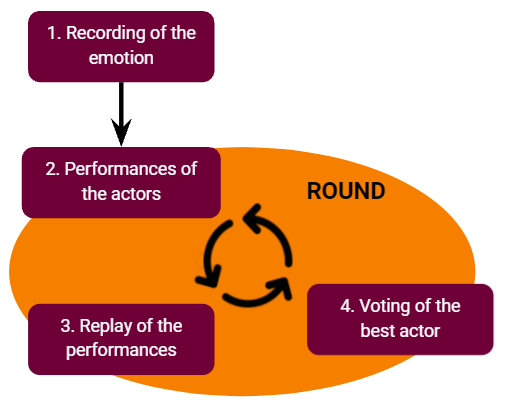 1. Recording of the
emotion
2. Performances of
the actors
ROUND
3. Replay of the
performances
4. Voting of the
best actor